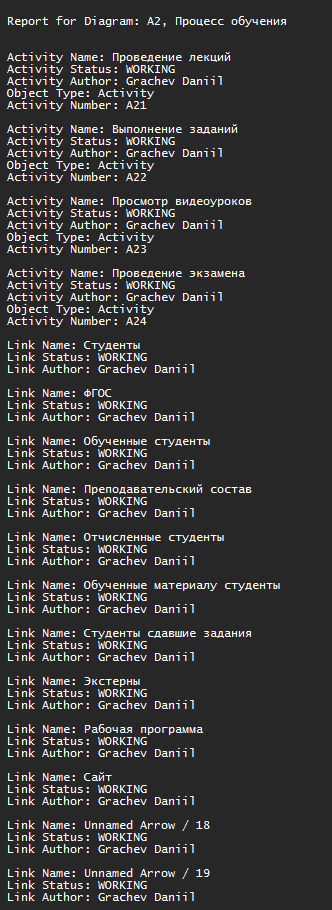 Report for Diagram: A2, Процесс обучения
Activity Name: Проведение лекций
Activity Status: WORKING
Activity Author: Grachev Daniil
Object Type: Activity
Activity Number: A21
Activity Name: Выполнение заданий
Activity Status: WORKING
Activity Author: Grachev Daniil
Object Type: Activity
Activity Number: A22
Activity Name: Просмотр видеоуроков
Activity Status: WORKING
Activity Author: Grachev Daniil
Object Type: Activity
Activity Number: A23
Activity Name: Проведение экзамена
Activity Status: WORKING
Activity Author: Grachev Daniil
Object Type: Activity
Activity Number: A24
Link Name: Студенты
Link Status: WORKING
Link Author: Grachev Daniil
Link Name: ФГОС
Link Status: WORKING
Link Author: Grachev Daniil
Link Name: Обученные студенты
Link Status: WORKING
Link Author: Grachev Daniil
Link Name: Преподавательский состав
Link Status: WORKING
Link Author: Grachev Daniil
Link Name: Отчисленные студенты
Link Status: WORKING
Link Author: Grachev Daniil
Link Name: Обученные материалу студенты
Link Status: WORKING
Link Author: Grachev Daniil
Link Name: Студенты сдавшие задания
Link Status: WORKING
Link Author: Grachev Daniil
Link Name: Экстерны
Link Status: WORKING
Link Author: Grachev Daniil
Link Name: Рабочая программа
Link Status: WORKING
Link Author: Grachev Daniil
Link Name: Сайт
Link Status: WORKING
Link Author: Grachev Daniil
Link Name: Unnamed Arrow / 18
Link Status: WORKING
Link Author: Grachev Daniil
Link Name: Unnamed Arrow / 19
Link Status: WORKING
Link Author: Grachev Daniil